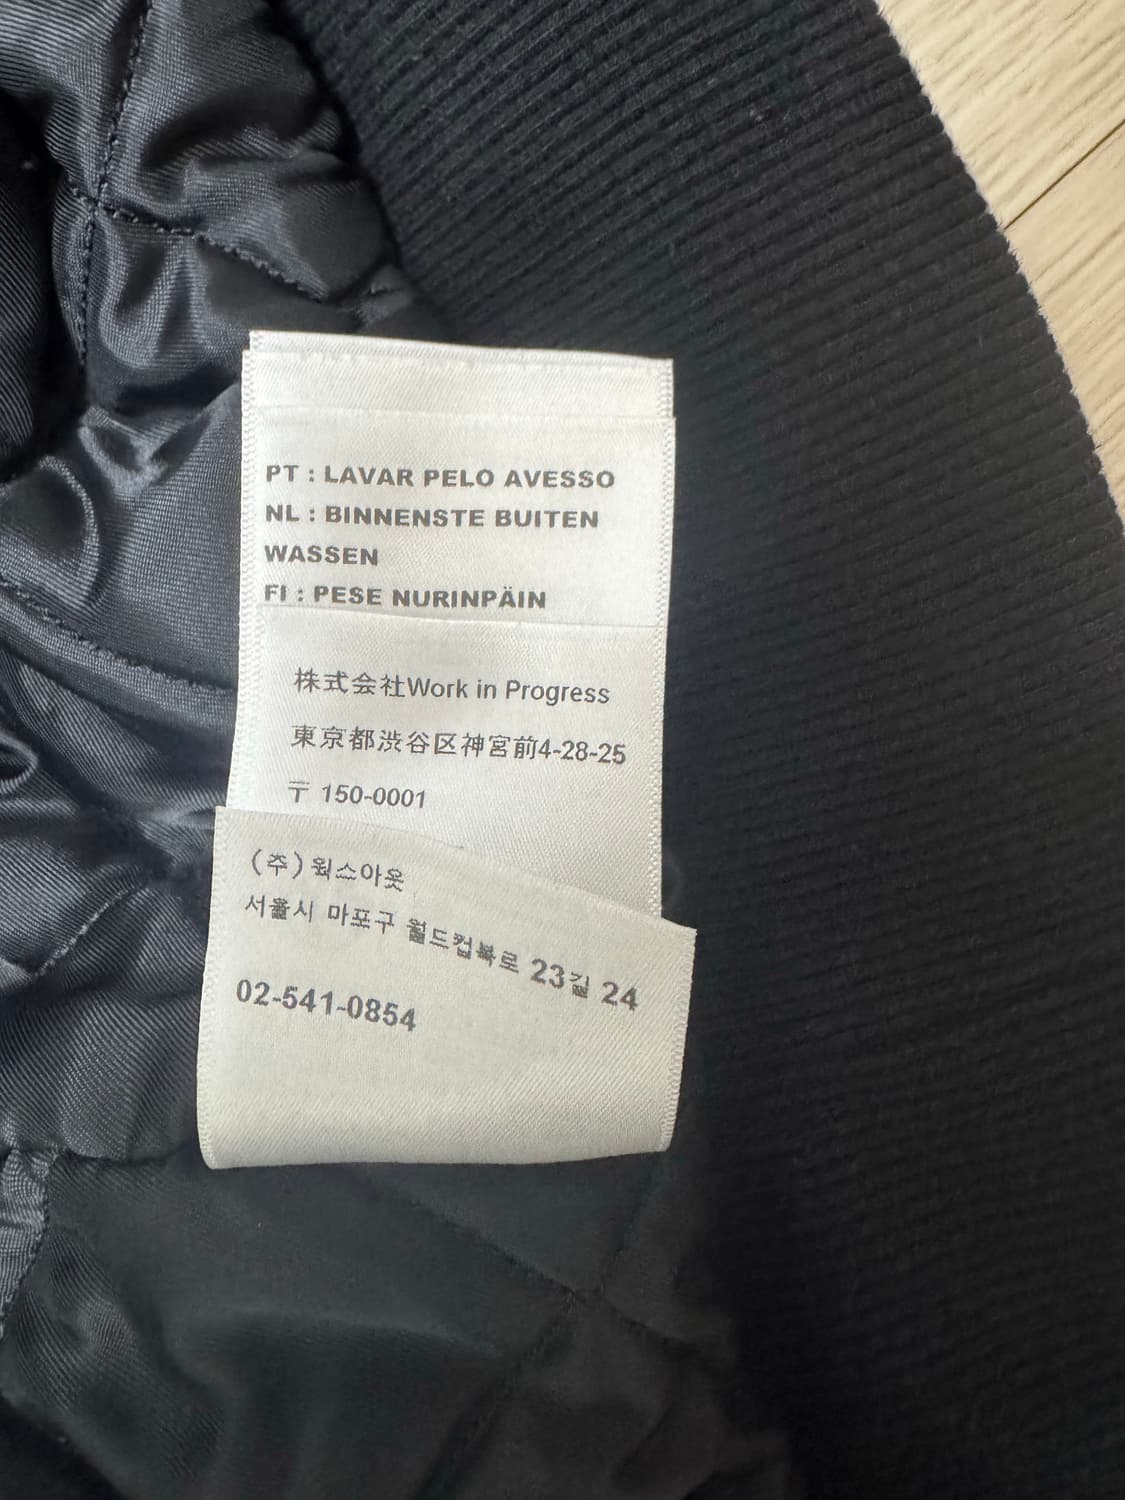 PT : LAVAR PELO AVESSO
NL : BINNENSTE BUITEN
WASSEN
FI : PESE NURINPÄIN
株式会社Work in Progress
東京都渋谷区神宮前4-28-25
〒 150-0001
(주)웍스아웃
서울시 마포구 월드컵북로 23길 24
02-541-0854